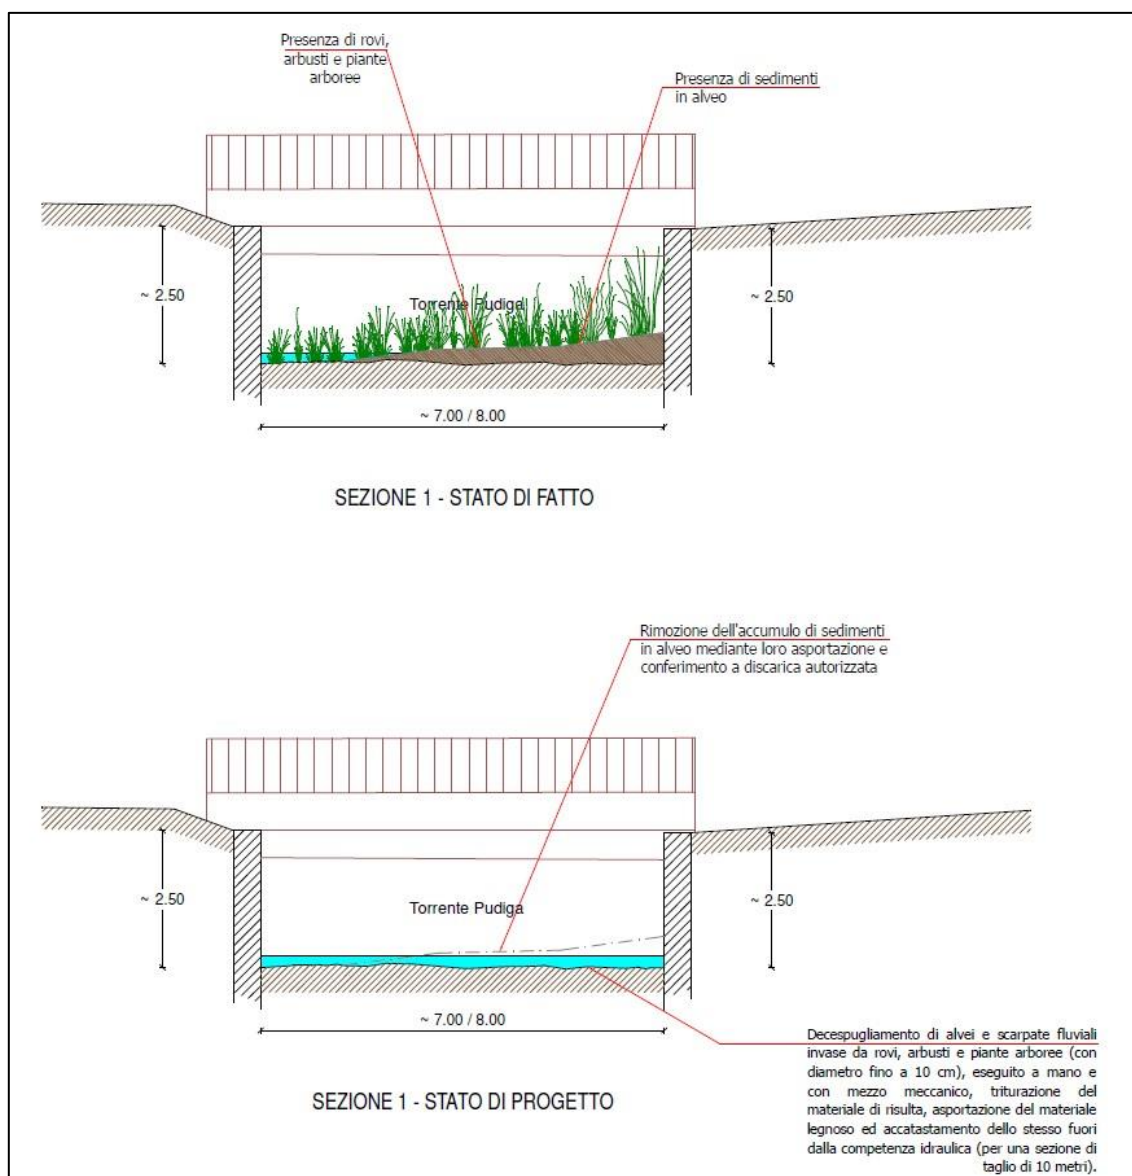 Presenza di rovi,
arbusti e piante
arboree
Presenza di sedimenti
in alveo
~ 2.50
Torrente Pudiga
~ 2.50
~ 7.00 / 8.00
SEZIONE 1 - STATO DI FATTO
Rimozione dell'accumulo di sedimenti
in alveo mediante loro asportazione e
conferimento a discarica autorizzata
~ 2.50
Torrente Pudiga
~ 2.50
~ 7.00 / 8.00
SEZIONE 1 - STATO DI PROGETTO
Decespugliamento di alvei e scarpate fluviali
invase da rovi, arbusti e piante arboree (con
diametro fino a 10 cm), eseguito a mano e
con mezzo meccanico, triturazione del
materiale di risulta, asportazione del materiale
legnoso ed accatastamento dello stesso fuori
dalla competenza idraulica (per una sezione di
taglio di 10 metri).